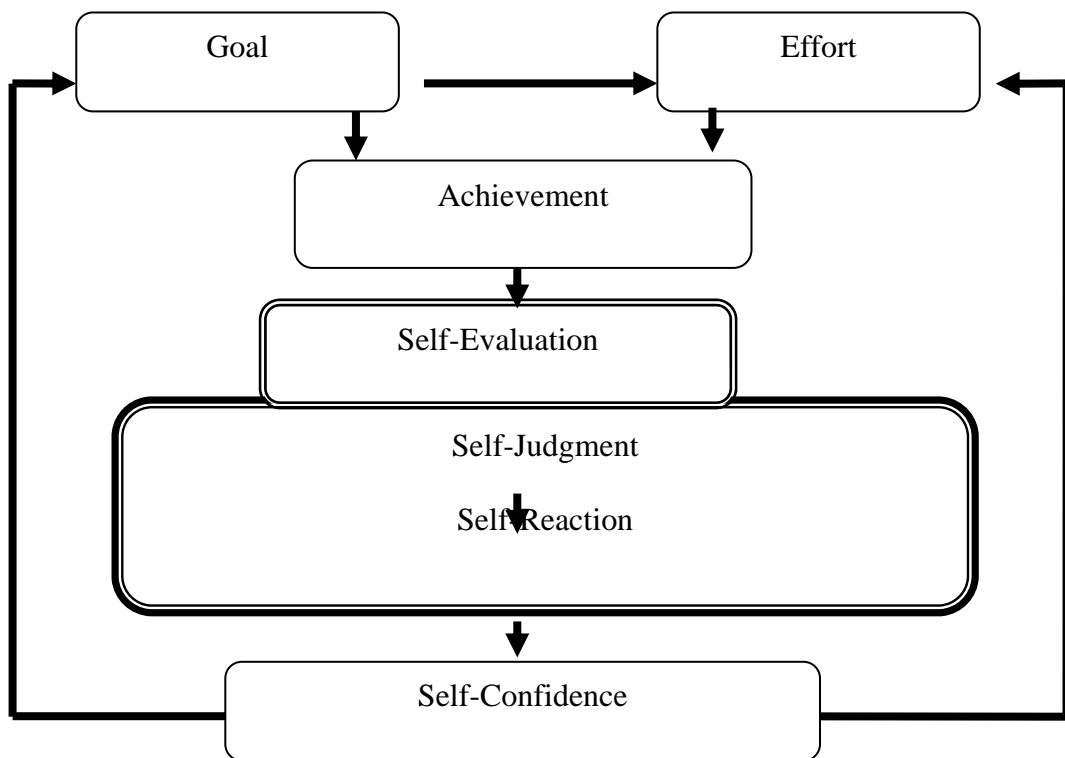 Goal
Effort
Achievement
Self-Evaluation
Self-Judgment
Self-Reaction
Self-Confidence